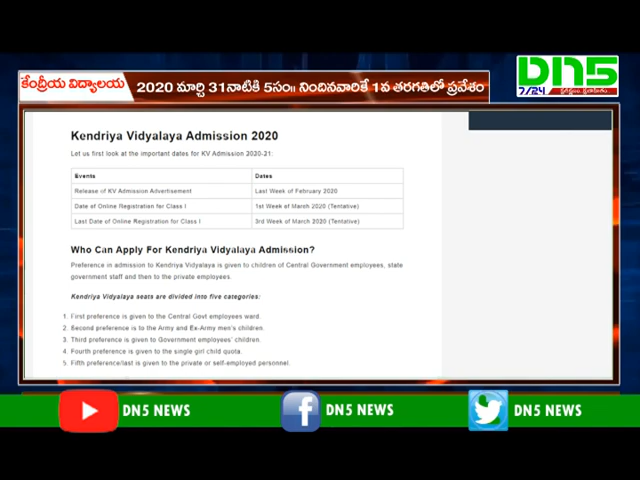 కేంద్రీయ విద్యాలయ
2020 మార్చి 31నాటికి 5సం॥ నిండినవారికే 1వ తరగతిలో ప్రవేశం
DN5
7/24
Kendriya Vidyalaya Admission 2020
Let us first look at the important dates for KV Admission 2020-21:
Events Dates
Release of KV Admission Advertisement Last Week of February 2020
Date of Online Registration for Class I 1st Week of March 2020 (Tentative)
Last Date of Online Registration for Class I 3rd Week of March 2020 (Tentative)
Who Can Apply For Kendriya Vidyalaya Admission?
Preference in admission to Kendriya Vidyalaya is given to children of Central Government employees, state
government staff and then to the private employees.
Kendriya Vidyalaya seats are divided into five categories:
1. First preference is given to the Central Govt employees ward.
2. Second preference is to the Army and Ex-Army men's children.
3. Third preference is given to Government employees' children.
4. Fourth preference is given to the single girl child quota.
5. Fifth preference/last is given to the private or self-employed personnel.
DN5 NEWS
DN5 NEWS
DN5 NEWS